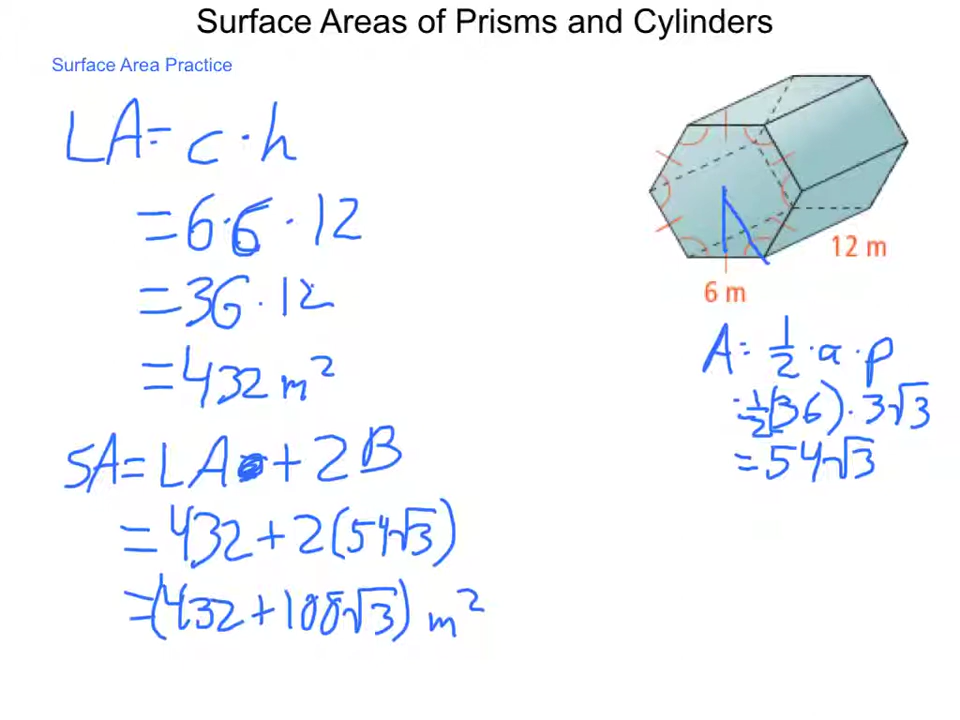 Surface Areas of Prisms and Cylinders
Surface Area Practice
LA = c · h
= 6 · 6 · 12
= 36 · 12
= 432 m²
SA = LA + 2B
= 432 + 2(54√3)
= (432 + 108√3) m²
12 m
6 m
A = 1/2 · a · p
= 1/2(36) · 3√3
= 54√3